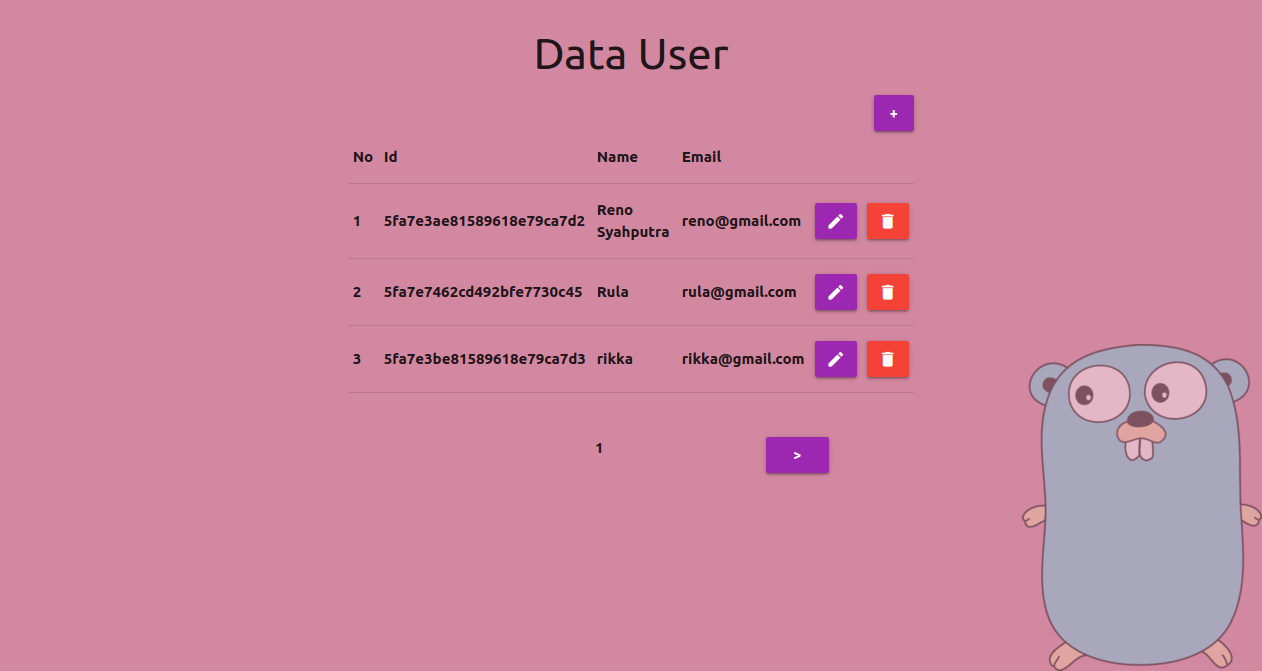 Data User
+
No Id Name Email
1 5fa7e3ae81589618e79ca7d2 Reno Syahputra reno@gmail.com
2 5fa7e7462cd492bfe7730c45 Rula rula@gmail.com
3 5fa7e3be81589618e79ca7d3 rikka rikka@gmail.com
1 >